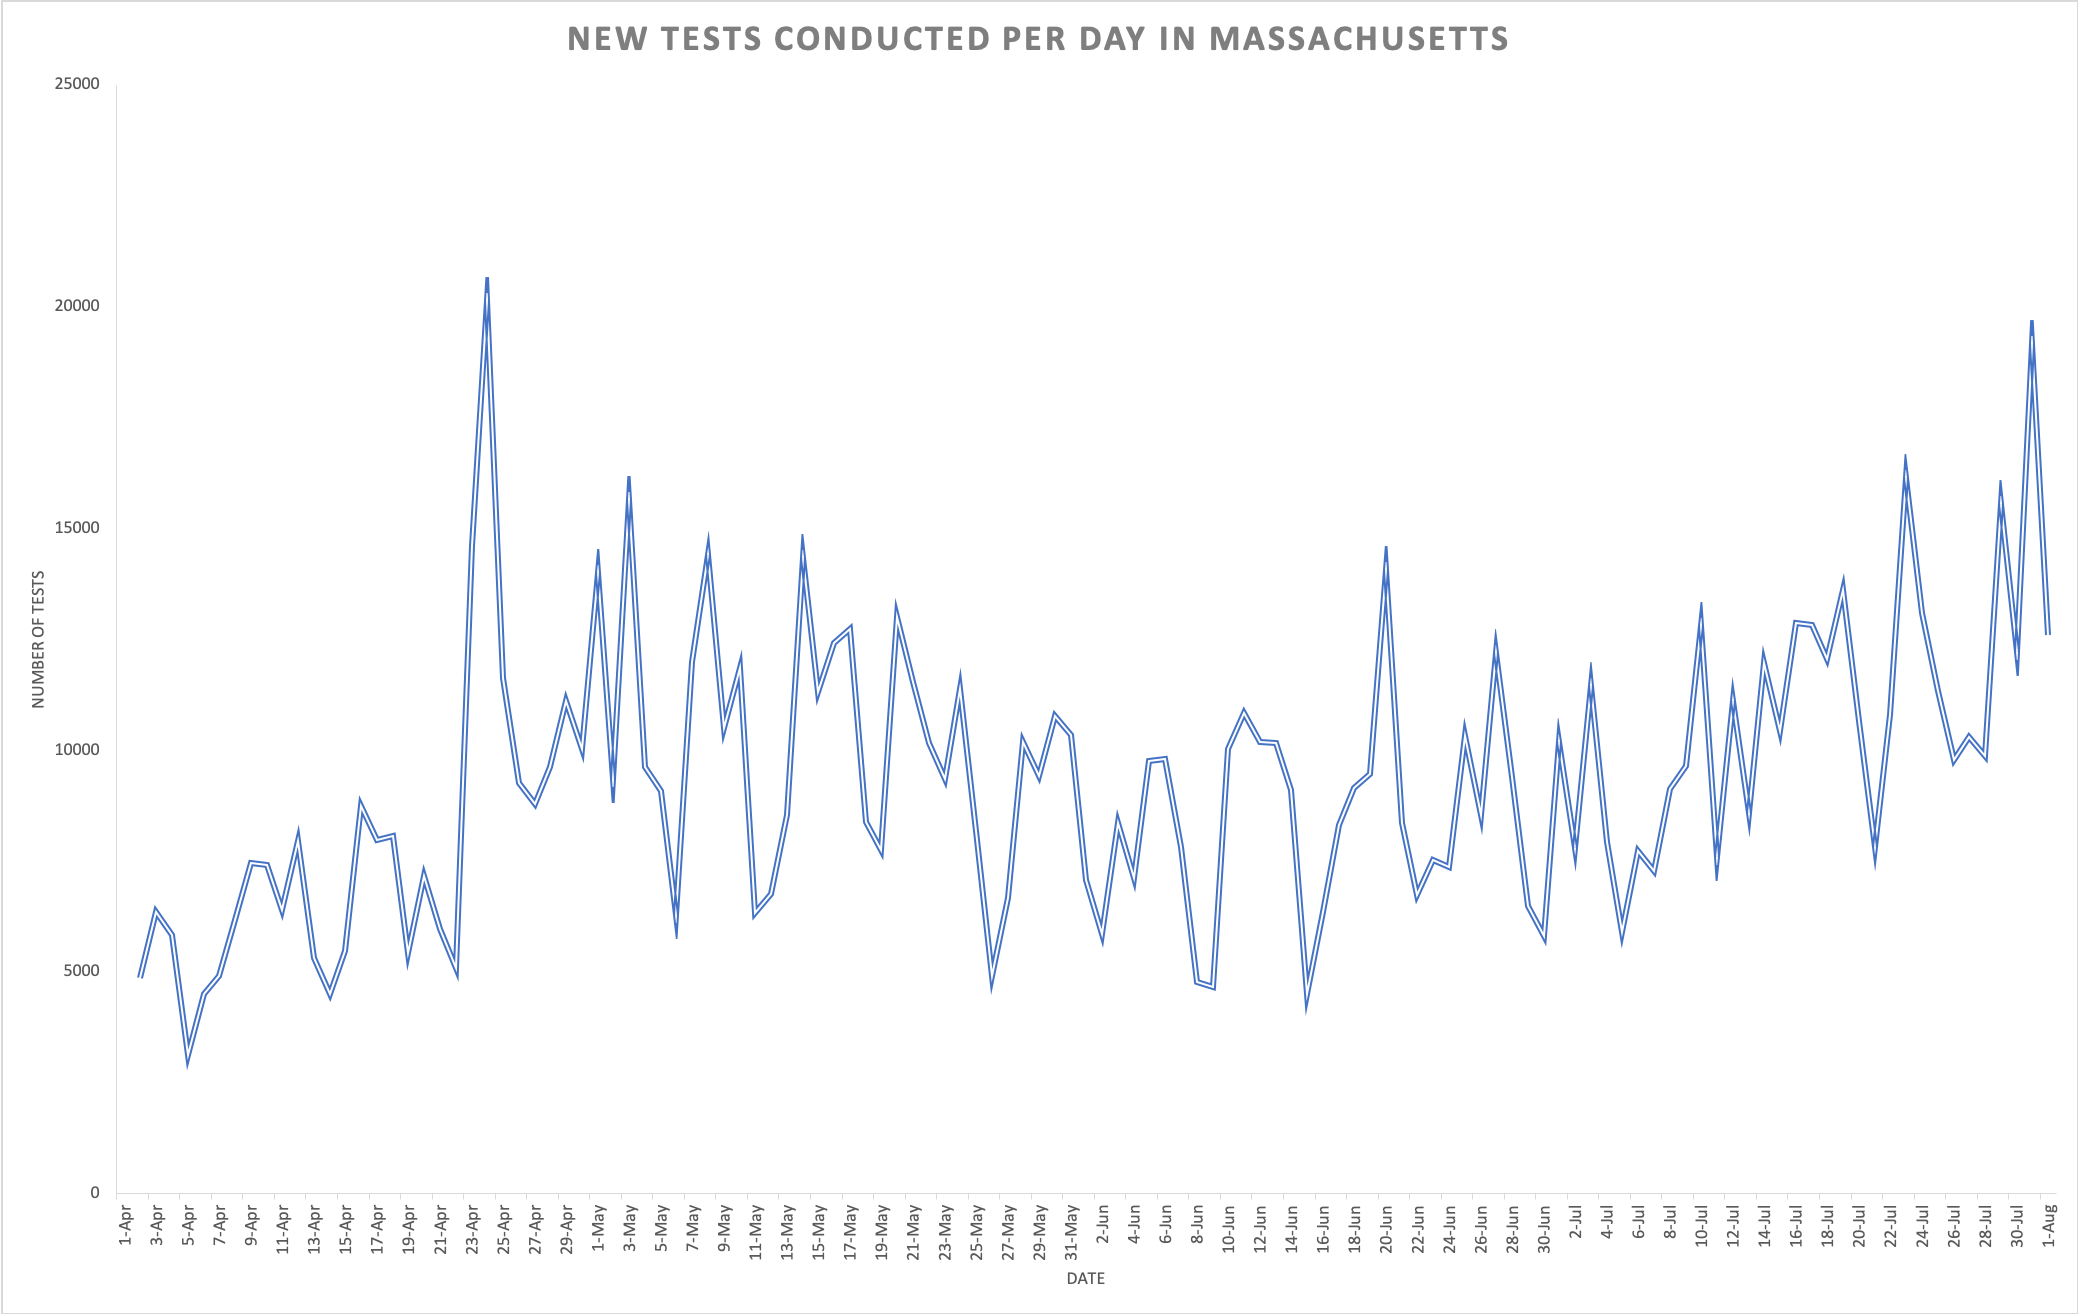 NEW TESTS CONDUCTED PER DAY IN MASSACHUSETTS
25000
20000
15000
10000
5000
0
NUMBER OF TESTS
1-Apr
3-Apr
5-Apr
7-Apr
9-Apr
11-Apr
13-Apr
15-Apr
17-Apr
19-Apr
21-Apr
23-Apr
25-Apr
27-Apr
29-Apr
1-May
3-May
5-May
7-May
9-May
11-May
13-May
15-May
17-May
19-May
21-May
23-May
25-May
27-May
29-May
31-May
2-Jun
4-Jun
6-Jun
8-Jun
10-Jun
12-Jun
14-Jun
16-Jun
18-Jun
20-Jun
22-Jun
24-Jun
26-Jun
28-Jun
30-Jun
2-Jul
4-Jul
6-Jul
8-Jul
10-Jul
12-Jul
14-Jul
16-Jul
18-Jul
20-Jul
22-Jul
24-Jul
26-Jul
28-Jul
30-Jul
1-Aug
DATE